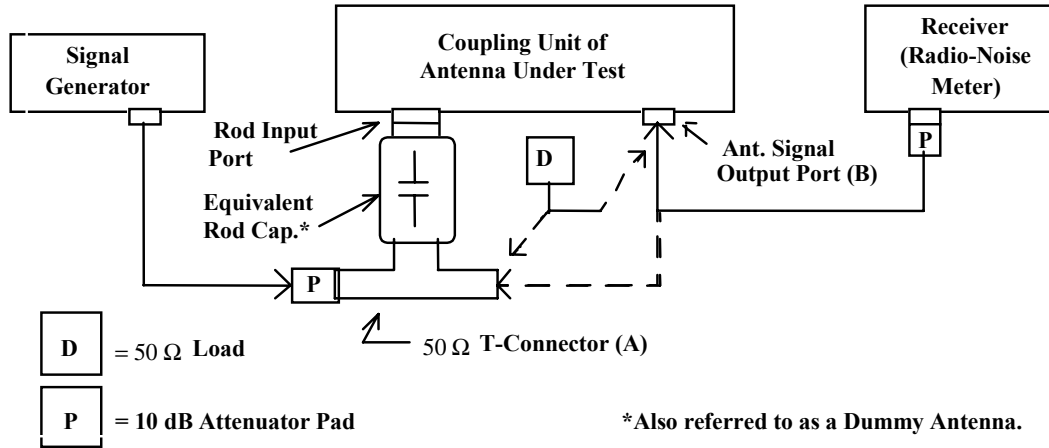 Signal
Generator
Coupling Unit of
Antenna Under Test
Receiver
(Radio-Noise
Meter)
Rod Input
Port
P
D
Ant. Signal
Output Port (B)
Equivalent
Rod Cap.*
P
50 Ω T-Connector (A)
D = 50 Ω Load
P = 10 dB Attenuator Pad
*Also referred to as a Dummy Antenna.